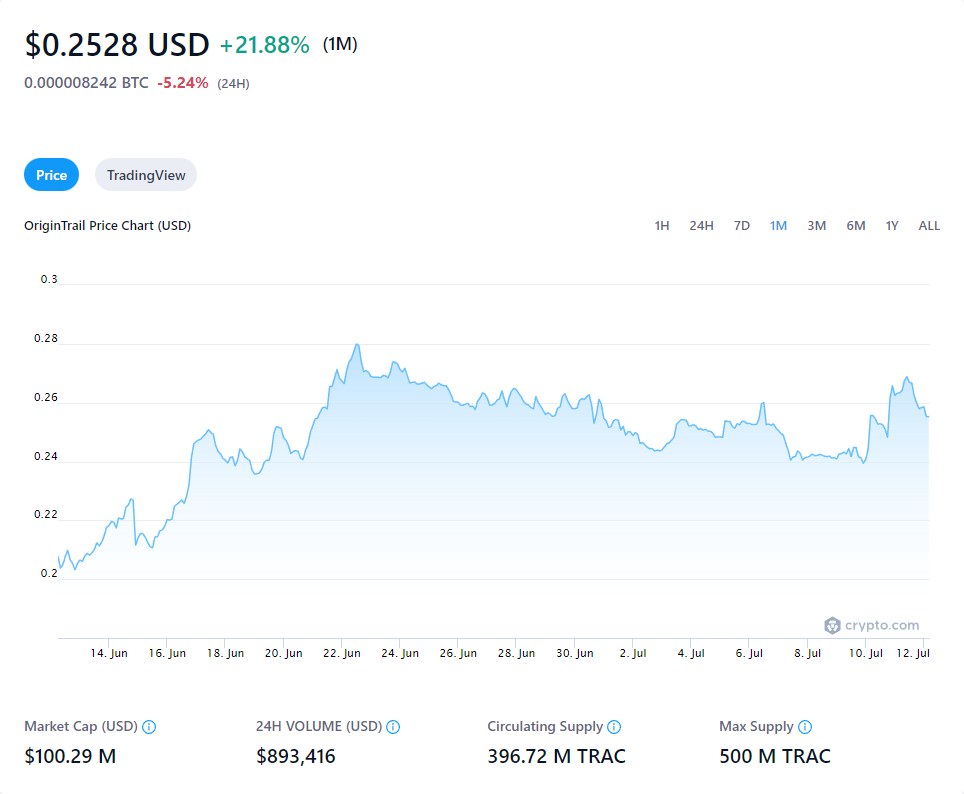 $0.2528 USD +21.88% (1M)
0.000008242 BTC -5.24% (24H)
Price TradingView
OriginTrail Price Chart (USD) 1H 24H 7D 1M 3M 6M 1Y ALL
0.3
0.28
0.26
0.24
0.22
0.2
crypto.com
14. Jun 16. Jun 18. Jun 20. Jun 22. Jun 24. Jun 26. Jun 28. Jun 30. Jun 2. Jul 4. Jul 6. Jul 8. Jul 10. Jul 12. Jul
Market Cap (USD) 24H VOLUME (USD) Circulating Supply Max Supply
$100.29 M $893,416 396.72 M TRAC 500 M TRAC